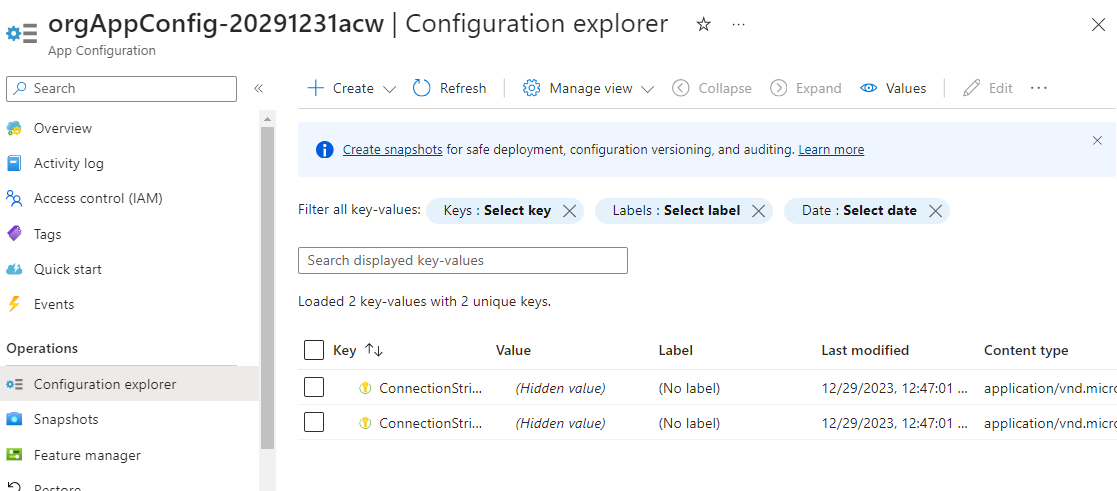 orgAppConfig-20291231acw | Configuration explorer
App Configuration
Search
Overview
Activity log
Access control (IAM)
Tags
Quick start
Events
Operations
Configuration explorer
Snapshots
Feature manager
Restore
Create
Refresh
Manage view
Collapse
Expand
Values
Edit
Create snapshots for safe deployment, configuration versioning, and auditing. Learn more
Filter all key-values: Keys : Select key Labels : Select label Date : Select date
Search displayed key-values
Loaded 2 key-values with 2 unique keys.
Key Value Label Last modified Content type
ConnectionStri... (Hidden value) (No label) 12/29/2023, 12:47:01 ... application/vnd.micro
ConnectionStri... (Hidden value) (No label) 12/29/2023, 12:47:01 ... application/vnd.micro